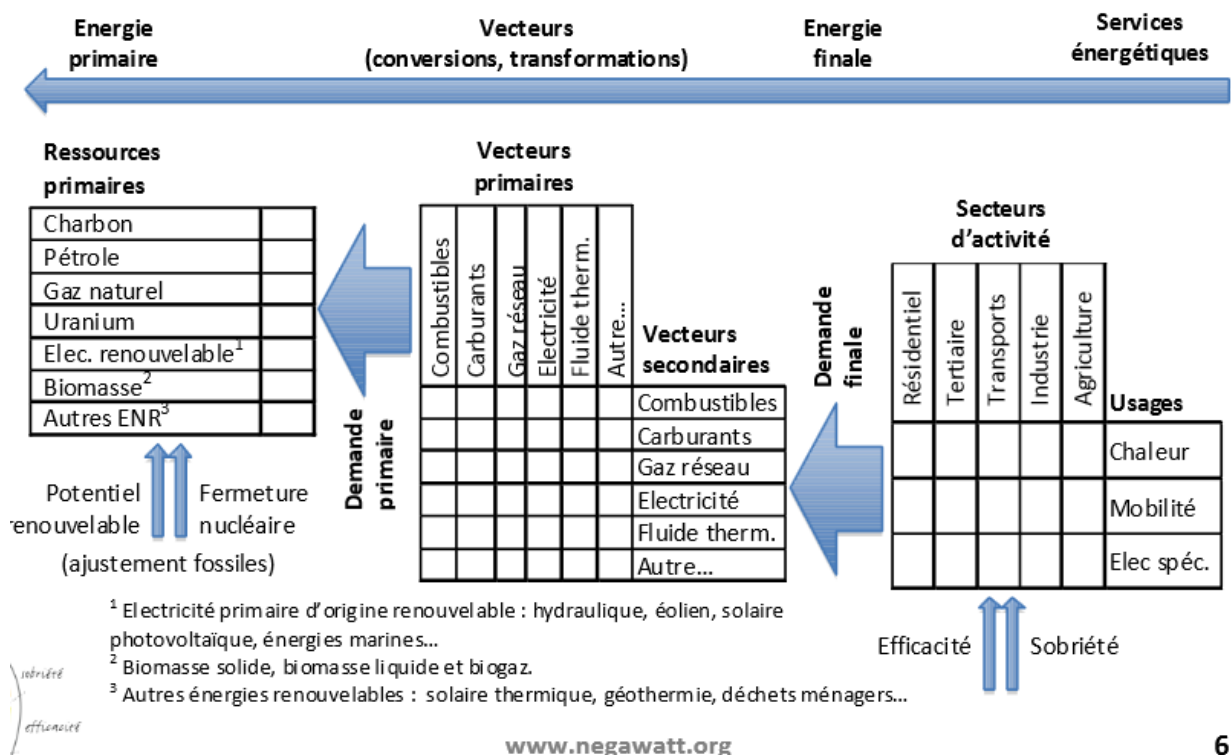 Energie
primaire
Vecteurs
(conversions, transformations)
Energie
finale
Services
énergétiques
Ressources
primaires
Charbon
Pétrole
Gaz naturel
Uranium
Elec. renouvelable¹
Biomasse²
Autres ENR³
Potentiel
renouvelable
Fermeture
nucléaire
(ajustement fossiles)
Demande
primaire
Vecteurs
primaires
Combustibles
Carburants
Gaz réseau
Electricité
Fluide therm.
Autre...
Vecteurs
secondaires
Combustibles
Carburants
Gaz réseau
Electricité
Fluide therm.
Autre...
Demande
finale
Secteurs
d'activité
Résidentiel
Tertiaire
Transports
Industrie
Agriculture
Usages
Chaleur
Mobilité
Elec spéc.
Efficacité
Sobriété
¹ Electricité primaire d'origine renouvelable : hydraulique, éolien, solaire
photovoltaïque, énergies marines...
² Biomasse solide, biomasse liquide et biogaz.
³ Autres énergies renouvelables : solaire thermique, géothermie, déchets ménagers...
sobriété
efficacité
www.negawatt.org
6